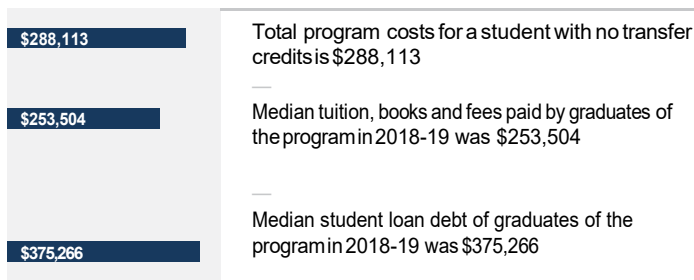 $288,113
Total program costs for a student with no transfer
credits is $288,113
$253,504
Median tuition, books and fees paid by graduates of
the program in 2018-19 was $253,504
Median student loan debt of graduates of the
program in 2018-19 was $375,266
$375,266